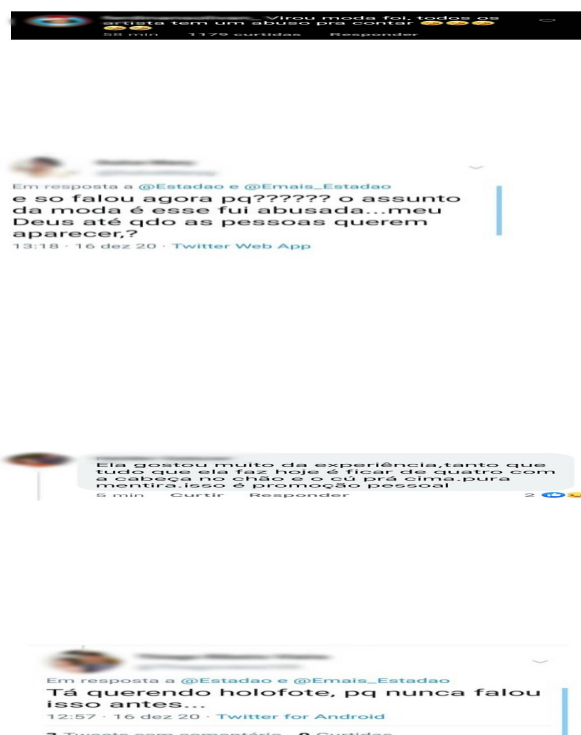 Virou moda foi, todos os
artista tem um abuso pra contar 😂😂😂
😂😂
58 min 1179 curtidas Responder
Em resposta a @Estadao e @Emais_Estadao
e so falou agora pq?????? o assunto
da moda é esse fui abusada...meu
Deus até qdo as pessoas querem
aparecer,?
13:18 · 16 dez 20 · Twitter Web App
Ela gostou muito da experiência,tanto que
tudo que ela faz hoje é ficar de quatro com
a cabeça no chão e o cú prá cima.pura
mentira.isso é promoção pessoal
5 min Curtir Responder 2
Em resposta a @Estadao e @Emais_Estadao
Tá querendo holofote, pq nunca falou
isso antes...
12:57 · 16 dez 20 · Twitter for Android